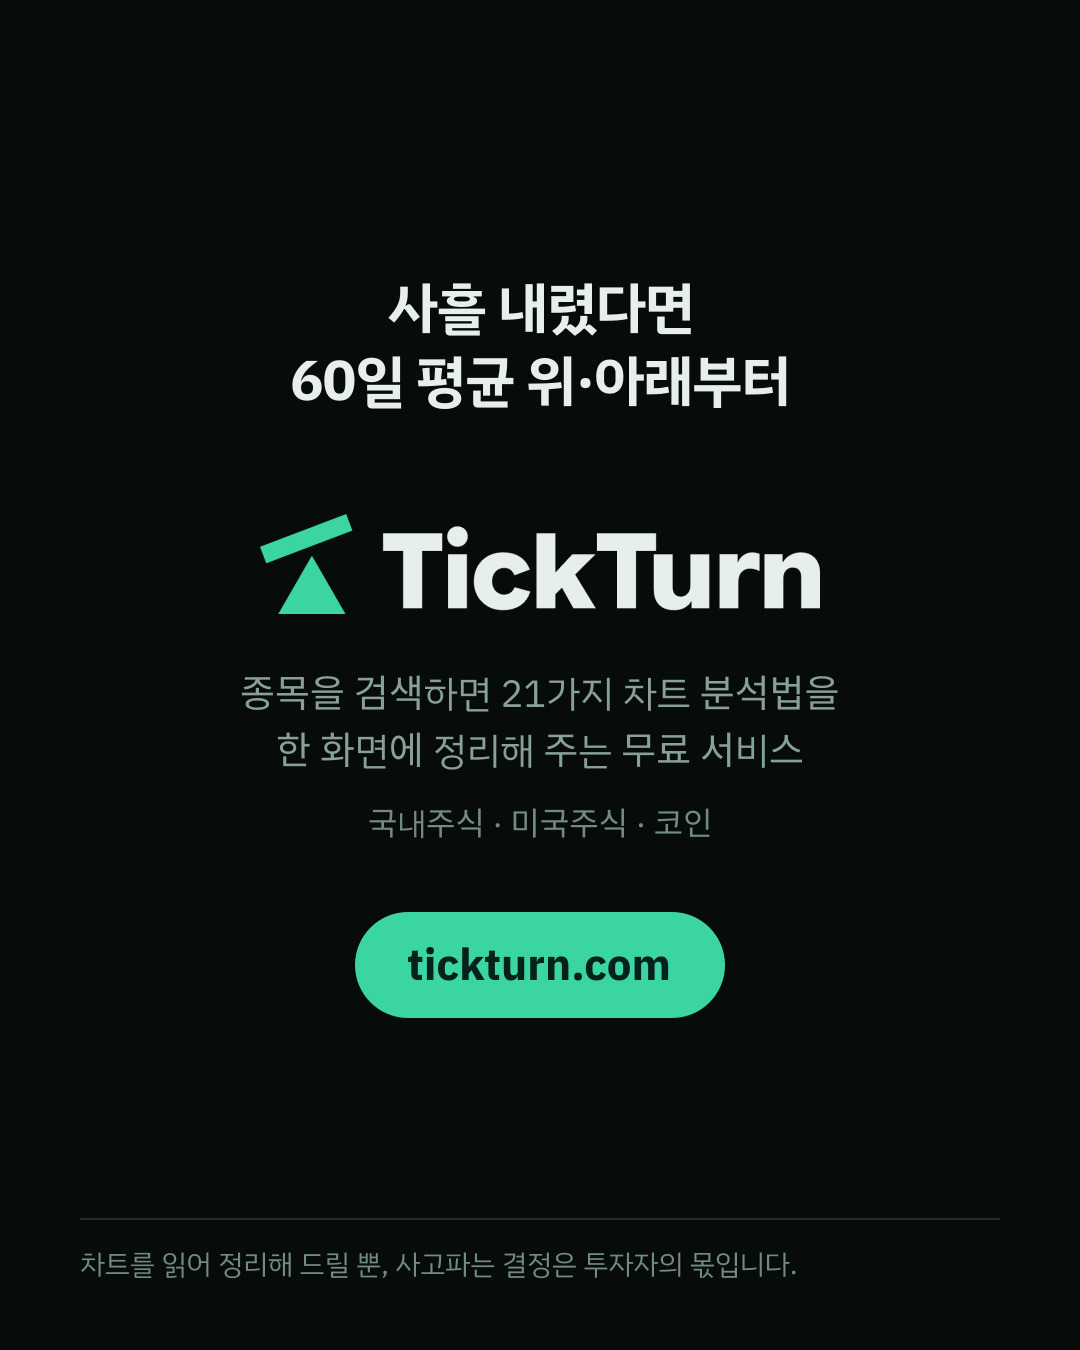 사흘 내렸다면
60일 평균 위·아래부터
TickTurn
종목을 검색하면 21가지 차트 분석법을
한 화면에 정리해 주는 무료 서비스
국내주식 · 미국주식 · 코인
tickturn.com
차트를 읽어 정리해 드릴 뿐, 사고파는 결정은 투자자의 몫입니다.